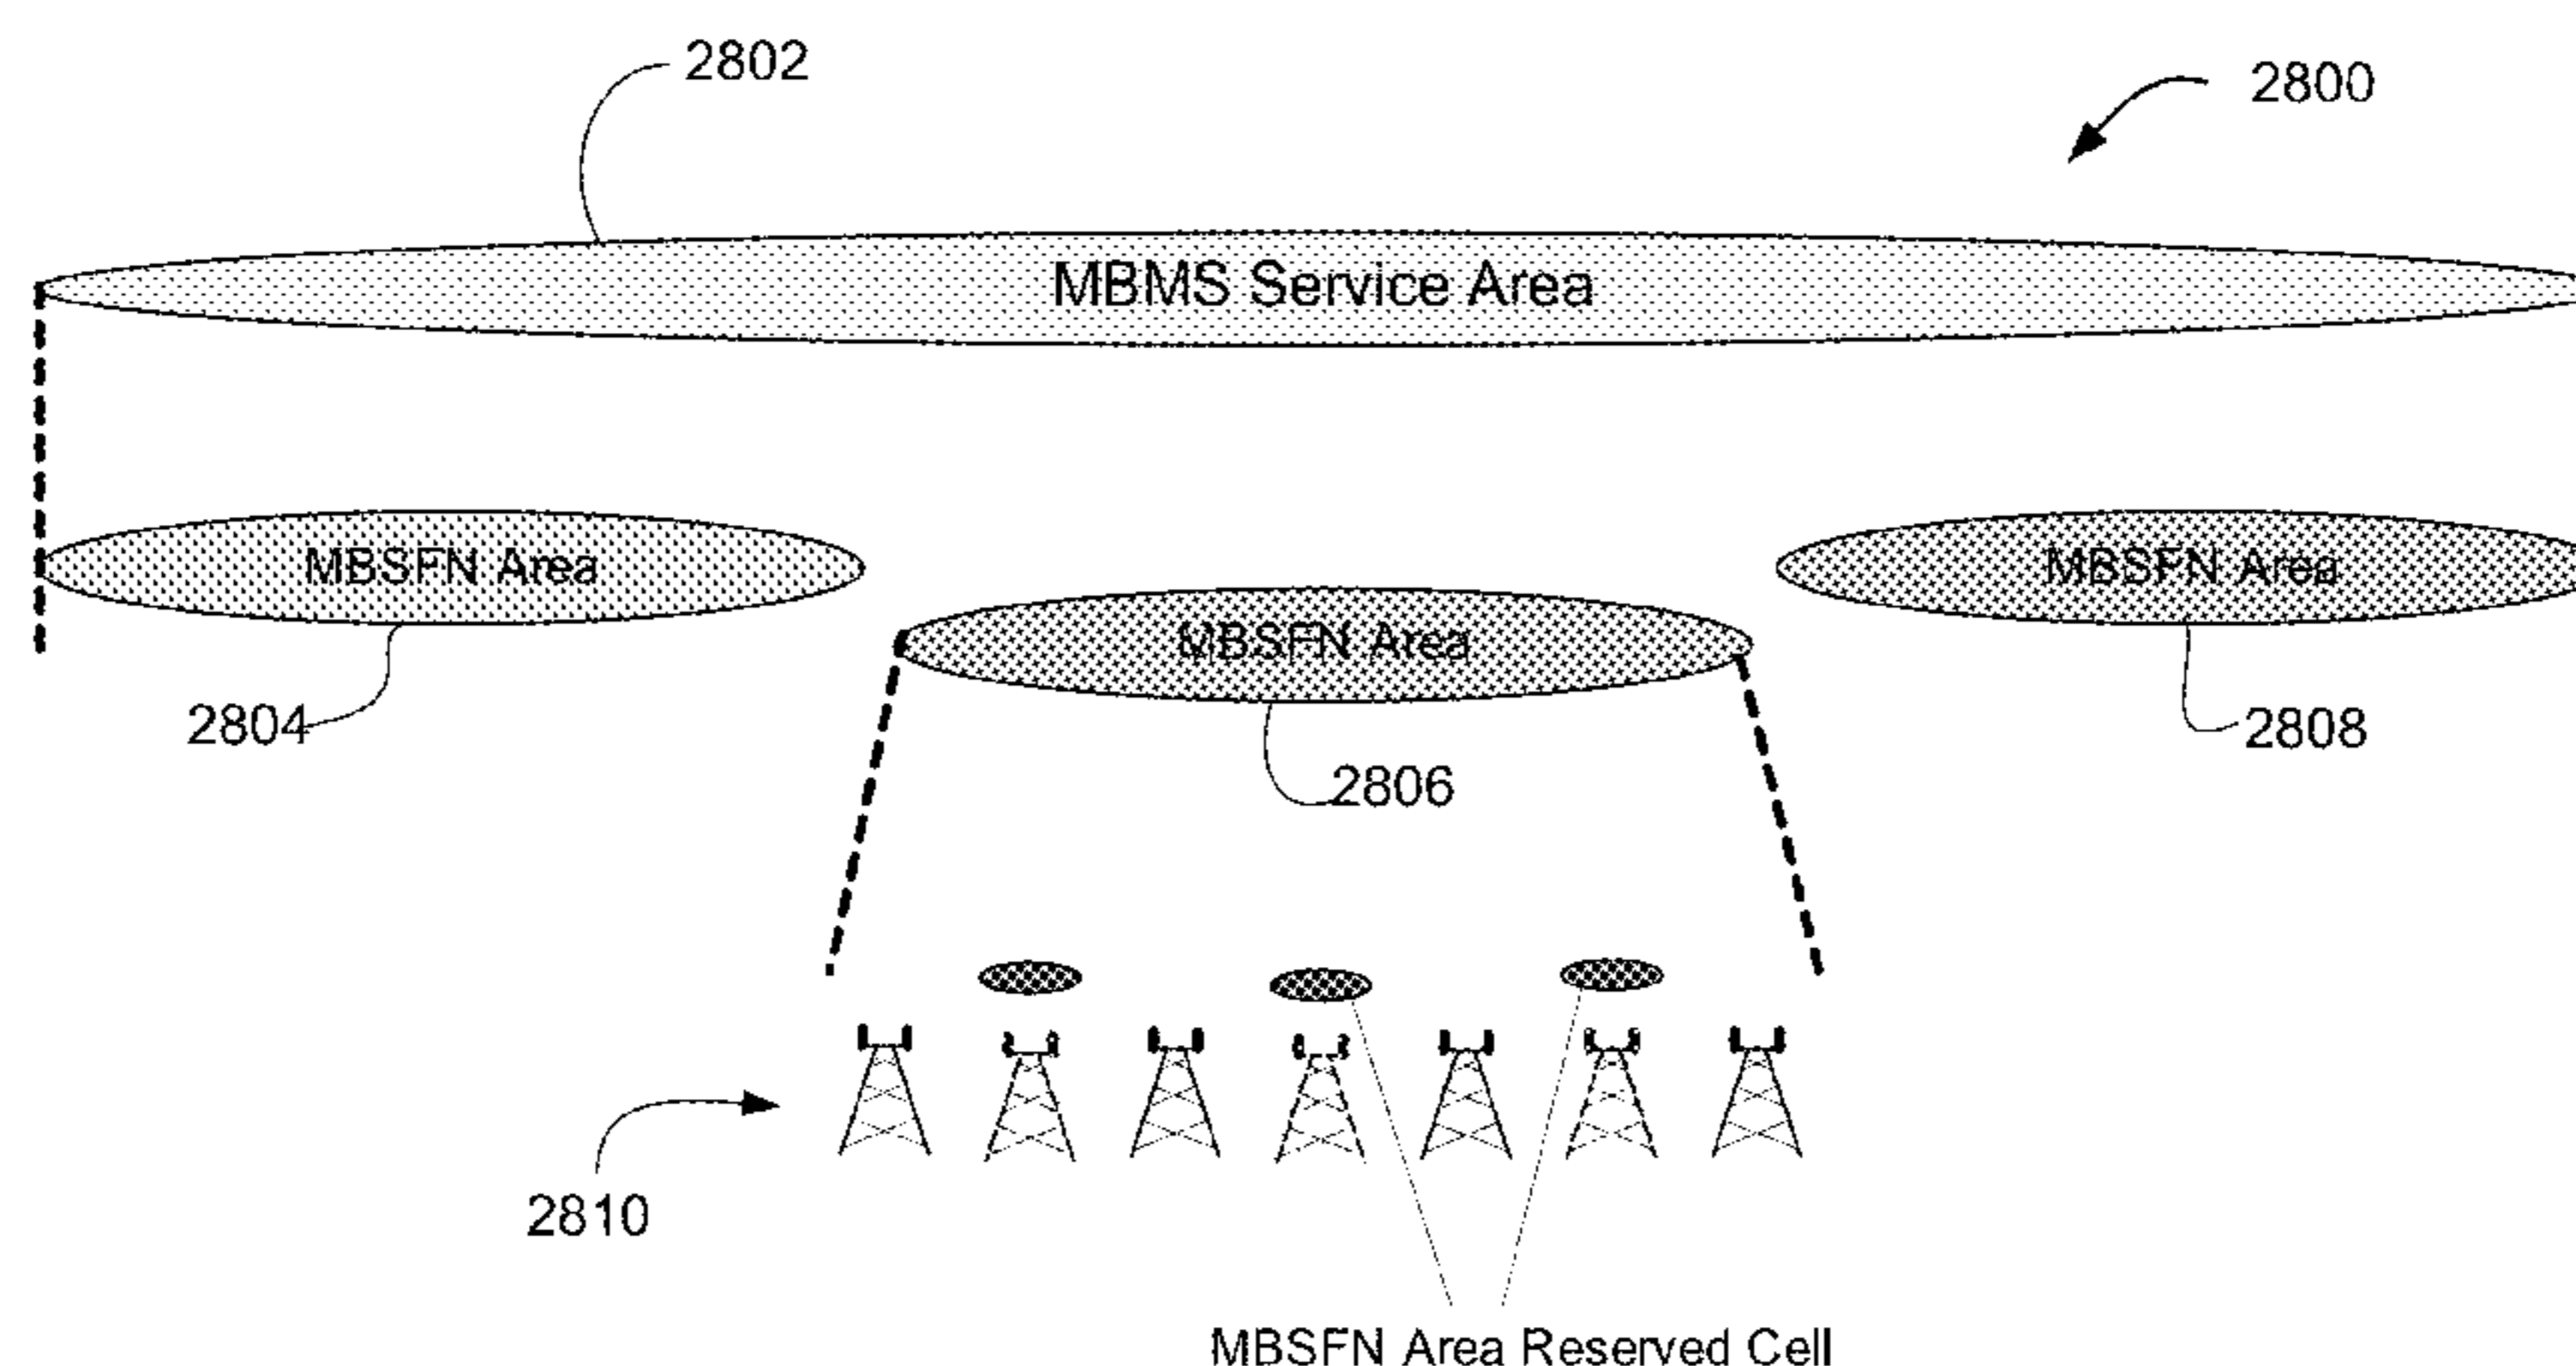 2802
2800
MBMS Service Area
MBSFN Area
MBSFN Area
MBSFN Area
2804
2808
2806
2810
MBSFN Area Reserved Cell